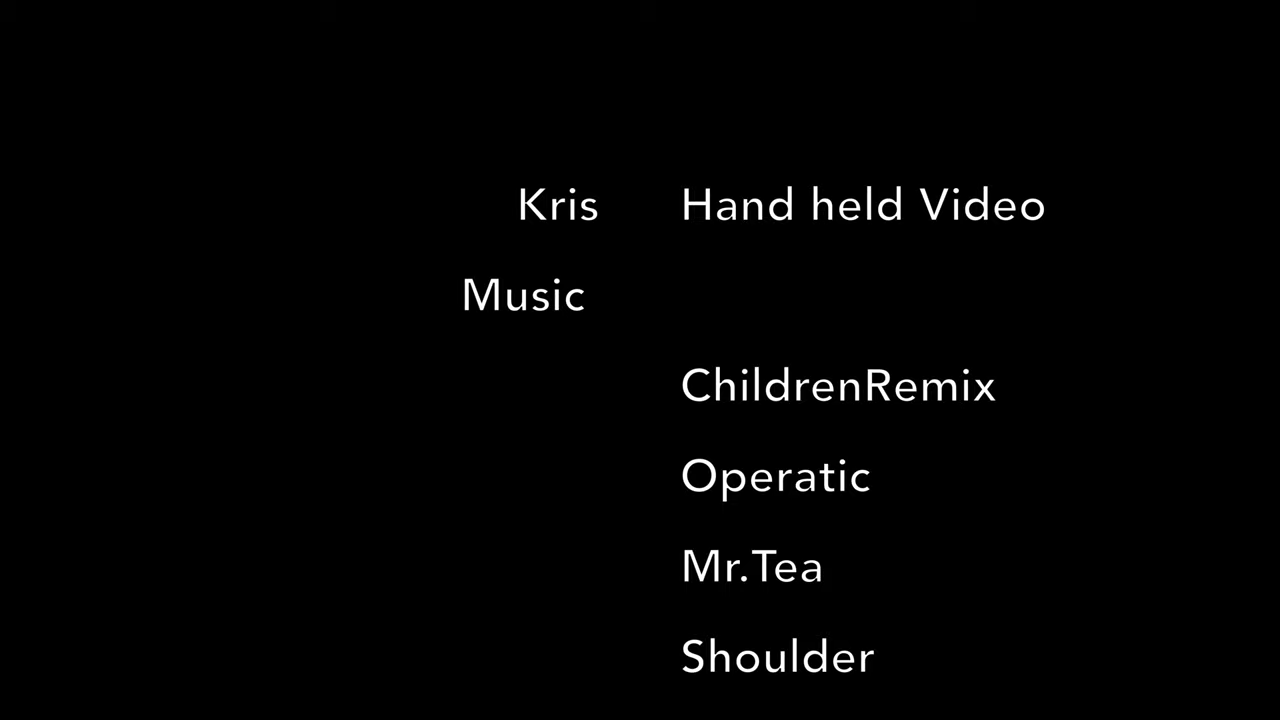 Kris Hand held Video
Music
ChildrenRemix
Operatic
Mr.Tea
Shoulder